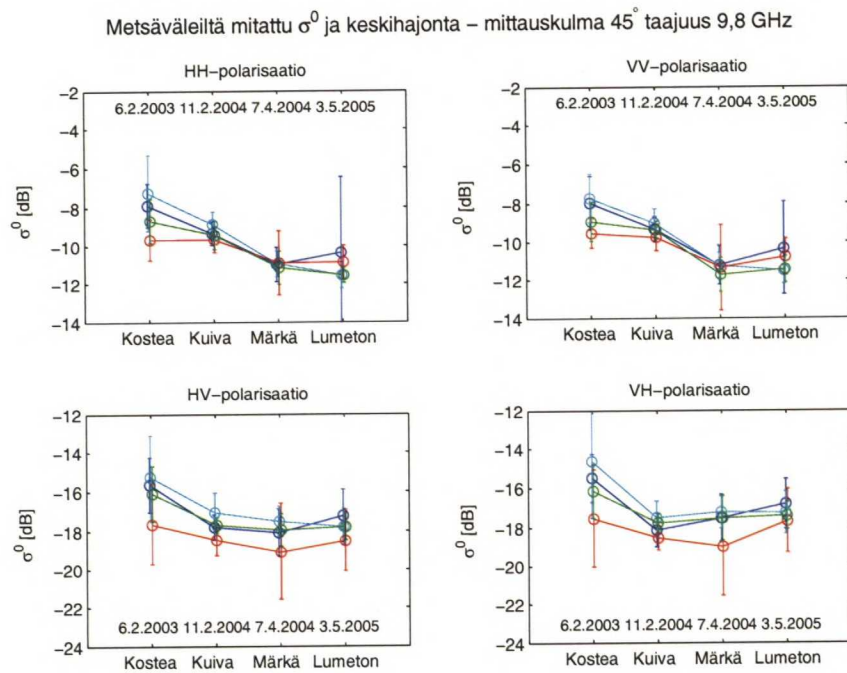 Metsäväleiltä mitattu σ⁰ ja keskihajonta – mittauskulma 45° taajuus 9,8 GHz
HH–polarisaatio
−2
−4
−6
−8
−10
−12
−14
σ⁰ [dB]
6.2.2003 11.2.2004 7.4.2004 3.5.2005
Kostea Kuiva Märkä Lumeton
VV–polarisaatio
−2
−4
−6
−8
−10
−12
−14
σ⁰ [dB]
6.2.2003 11.2.2004 7.4.2004 3.5.2005
Kostea Kuiva Märkä Lumeton
HV–polarisaatio
−12
−14
−16
−18
−20
−22
−24
σ⁰ [dB]
6.2.2003 11.2.2004 7.4.2004 3.5.2005
Kostea Kuiva Märkä Lumeton
VH–polarisaatio
−12
−14
−16
−18
−20
−22
−24
σ⁰ [dB]
6.2.2003 11.2.2004 7.4.2004 3.5.2005
Kostea Kuiva Märkä Lumeton